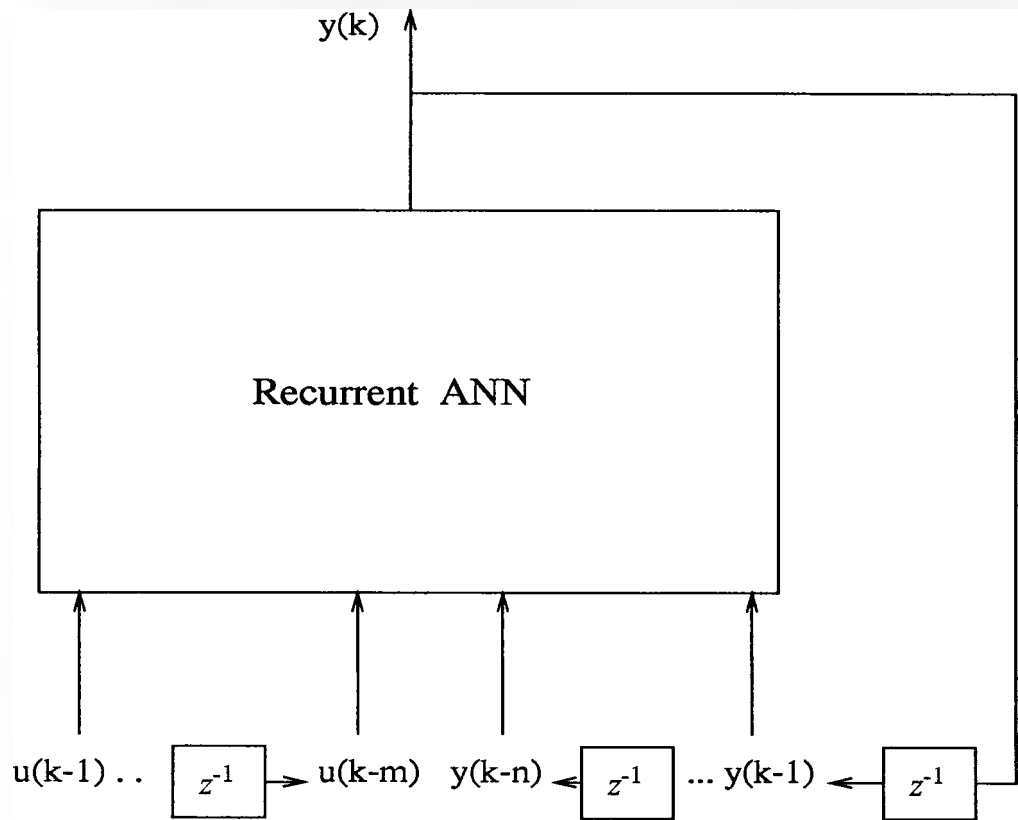 y(k)
Recurrent ANN
u(k-1) . . z⁻¹ u(k-m) y(k-n) z⁻¹ ... y(k-1) z⁻¹